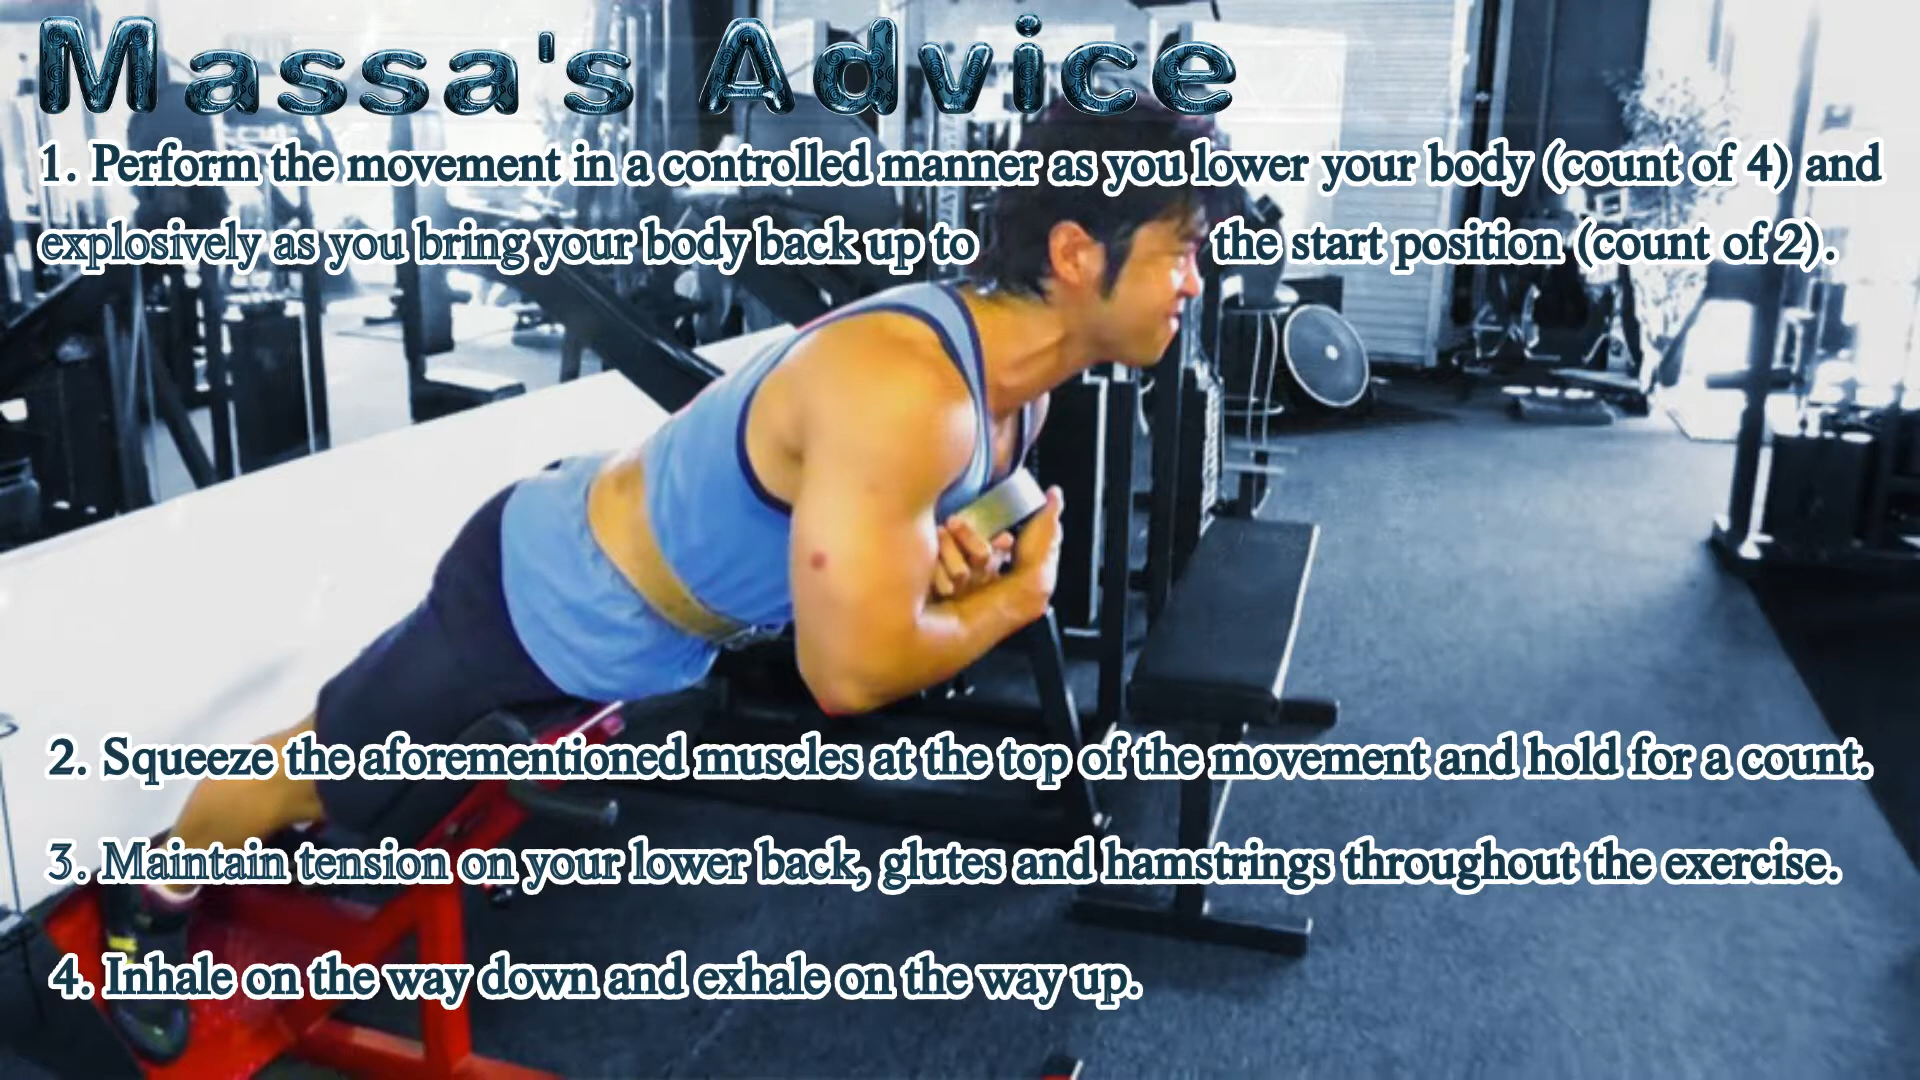 Massa's Advice
1. Perform the movement in a controlled manner as you lower your body (count of 4) and
explosively as you bring your body back up to the start position (count of 2).
2. Squeeze the aforementioned muscles at the top of the movement and hold for a count.
3. Maintain tension on your lower back, glutes and hamstrings throughout the exercise.
4. Inhale on the way down and exhale on the way up.